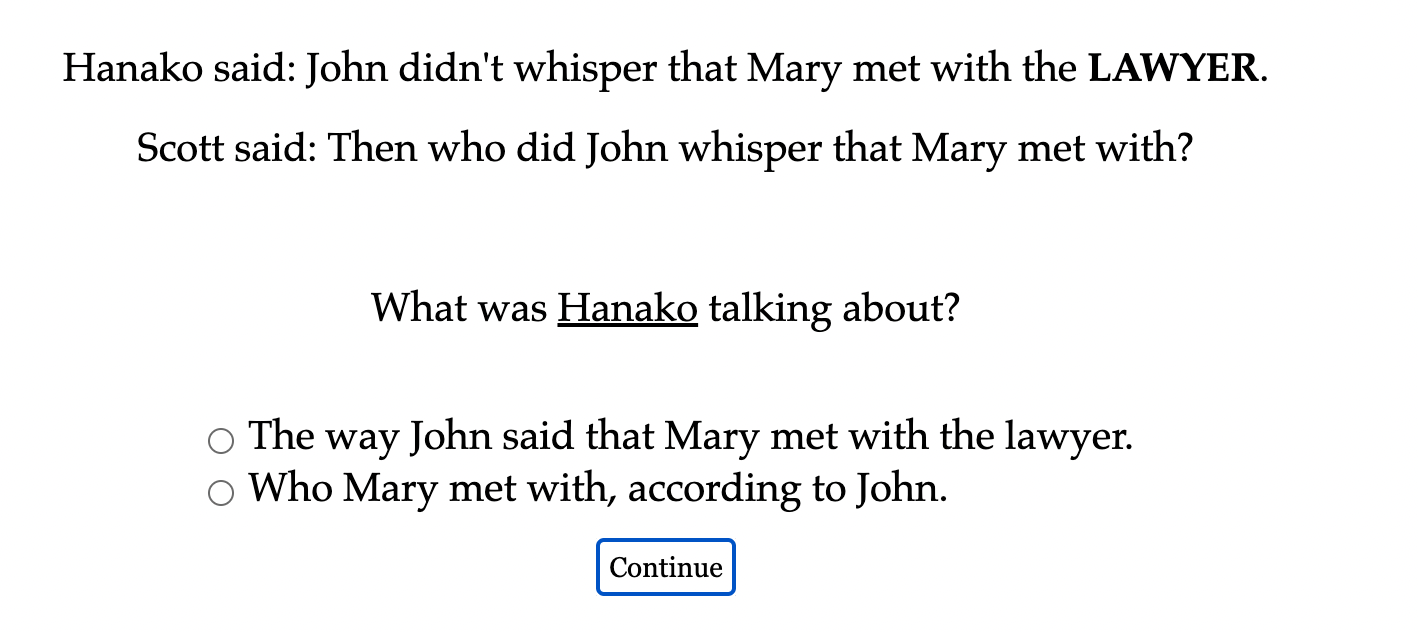 Hanako said: John didn't whisper that Mary met with the LAWYER.
Scott said: Then who did John whisper that Mary met with?
What was Hanako talking about?
The way John said that Mary met with the lawyer.
Who Mary met with, according to John.
Continue